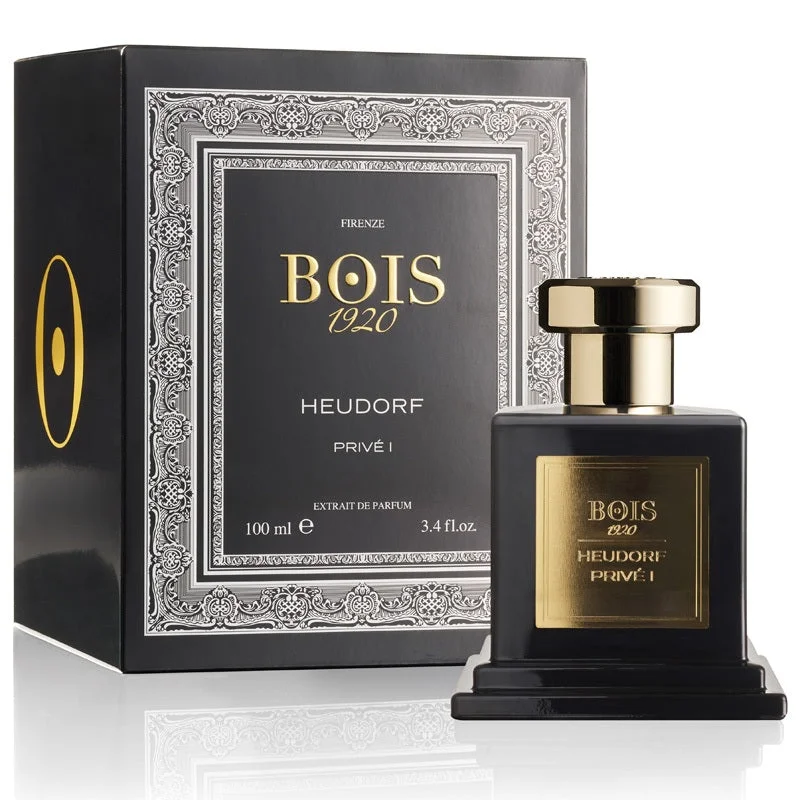 FIRENZE
BOIS
1920
HEUDORF
PRIVÉ I
EXTRAIT DE PARFUM
100 ml ℮ 3.4 fl.oz.
BOIS
1920
HEUDORF
PRIVÉ I